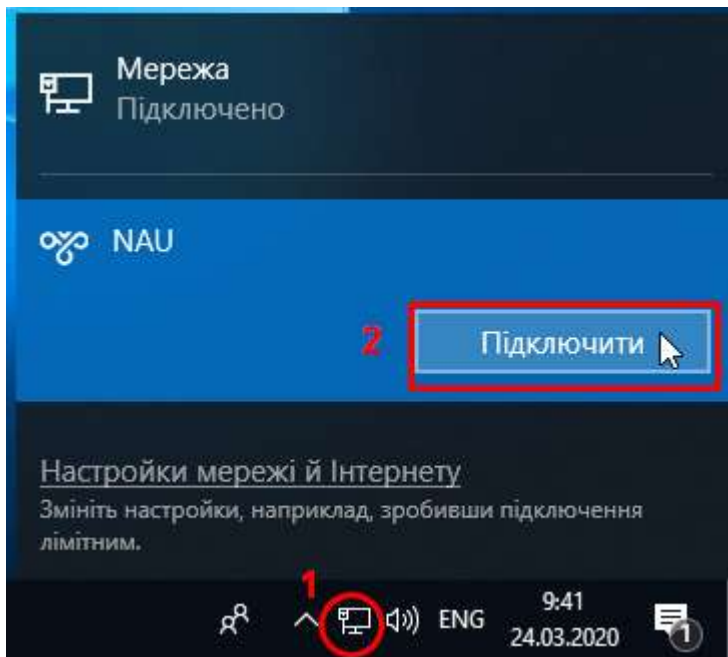 Мережа
Підключено
NAU
2
Підключити
Настройки мережі й Інтернету
Змініть настройки, наприклад, зробивши підключення
лімітним.
1
ENG
9:41
24.03.2020
1